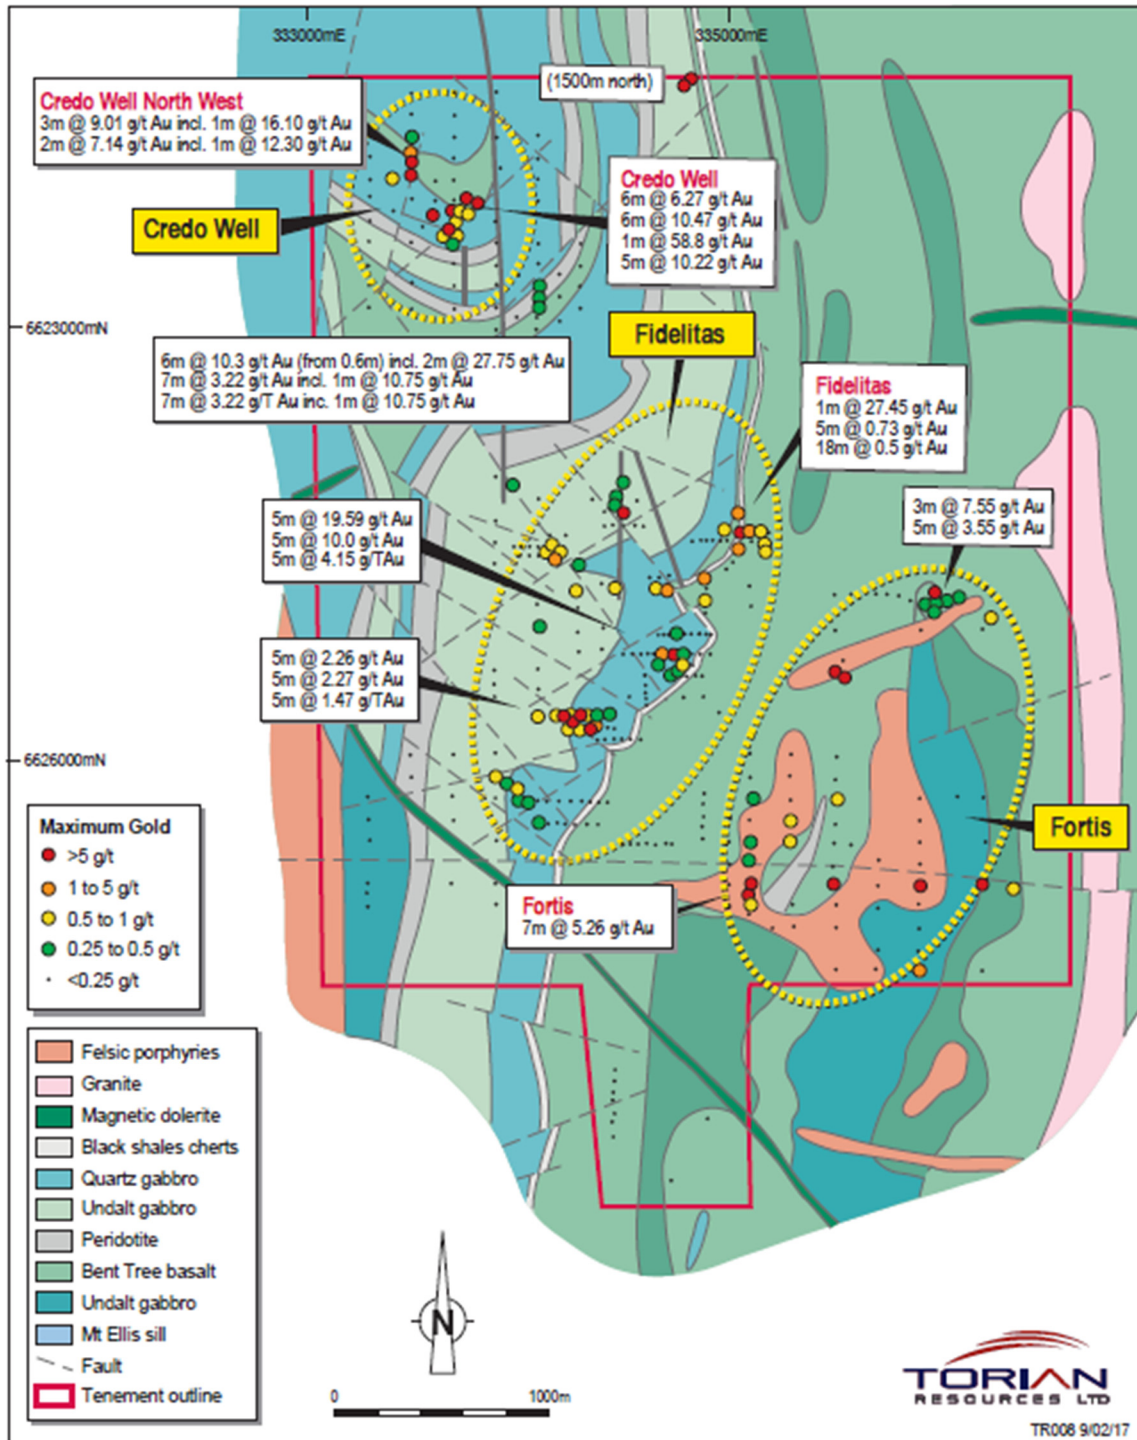 333000mE
335000mE
(1500m north)
Credo Well North West
3m @ 9.01 g/t Au incl. 1m @ 16.10 g/t Au
2m @ 7.14 g/t Au incl. 1m @ 12.30 g/t Au
Credo Well
6m @ 6.27 g/t Au
6m @ 10.47 g/t Au
1m @ 58.8 g/t Au
5m @ 10.22 g/t Au
Credo Well
6623000mN
Fidelitas
6m @ 10.3 g/t Au (from 0.6m) incl. 2m @ 27.75 g/t Au
7m @ 3.22 g/t Au incl. 1m @ 10.75 g/t Au
7m @ 3.22 g/T Au inc. 1m @ 10.75 g/t Au
Fidelitas
1m @ 27.45 g/t Au
5m @ 0.73 g/t Au
18m @ 0.5 g/t Au
3m @ 7.55 g/t Au
5m @ 3.55 g/t Au
5m @ 19.59 g/t Au
5m @ 10.0 g/t Au
5m @ 4.15 g/TAu
5m @ 2.26 g/t Au
5m @ 2.27 g/t Au
5m @ 1.47 g/TAu
6626000mN
Fortis
Fortis
7m @ 5.26 g/t Au
Maximum Gold
>5 g/t
1 to 5 g/t
0.5 to 1 g/t
0.25 to 0.5 g/t
<0.25 g/t
Felsic porphyries
Granite
Magnetic dolerite
Black shales cherts
Quartz gabbro
Undalt gabbro
Peridotite
Bent Tree basalt
Undalt gabbro
Mt Ellis sill
Fault
Tenement outline
N
0 1000m
TORIAN
RESOURCES LTD
TR008 9/02/17